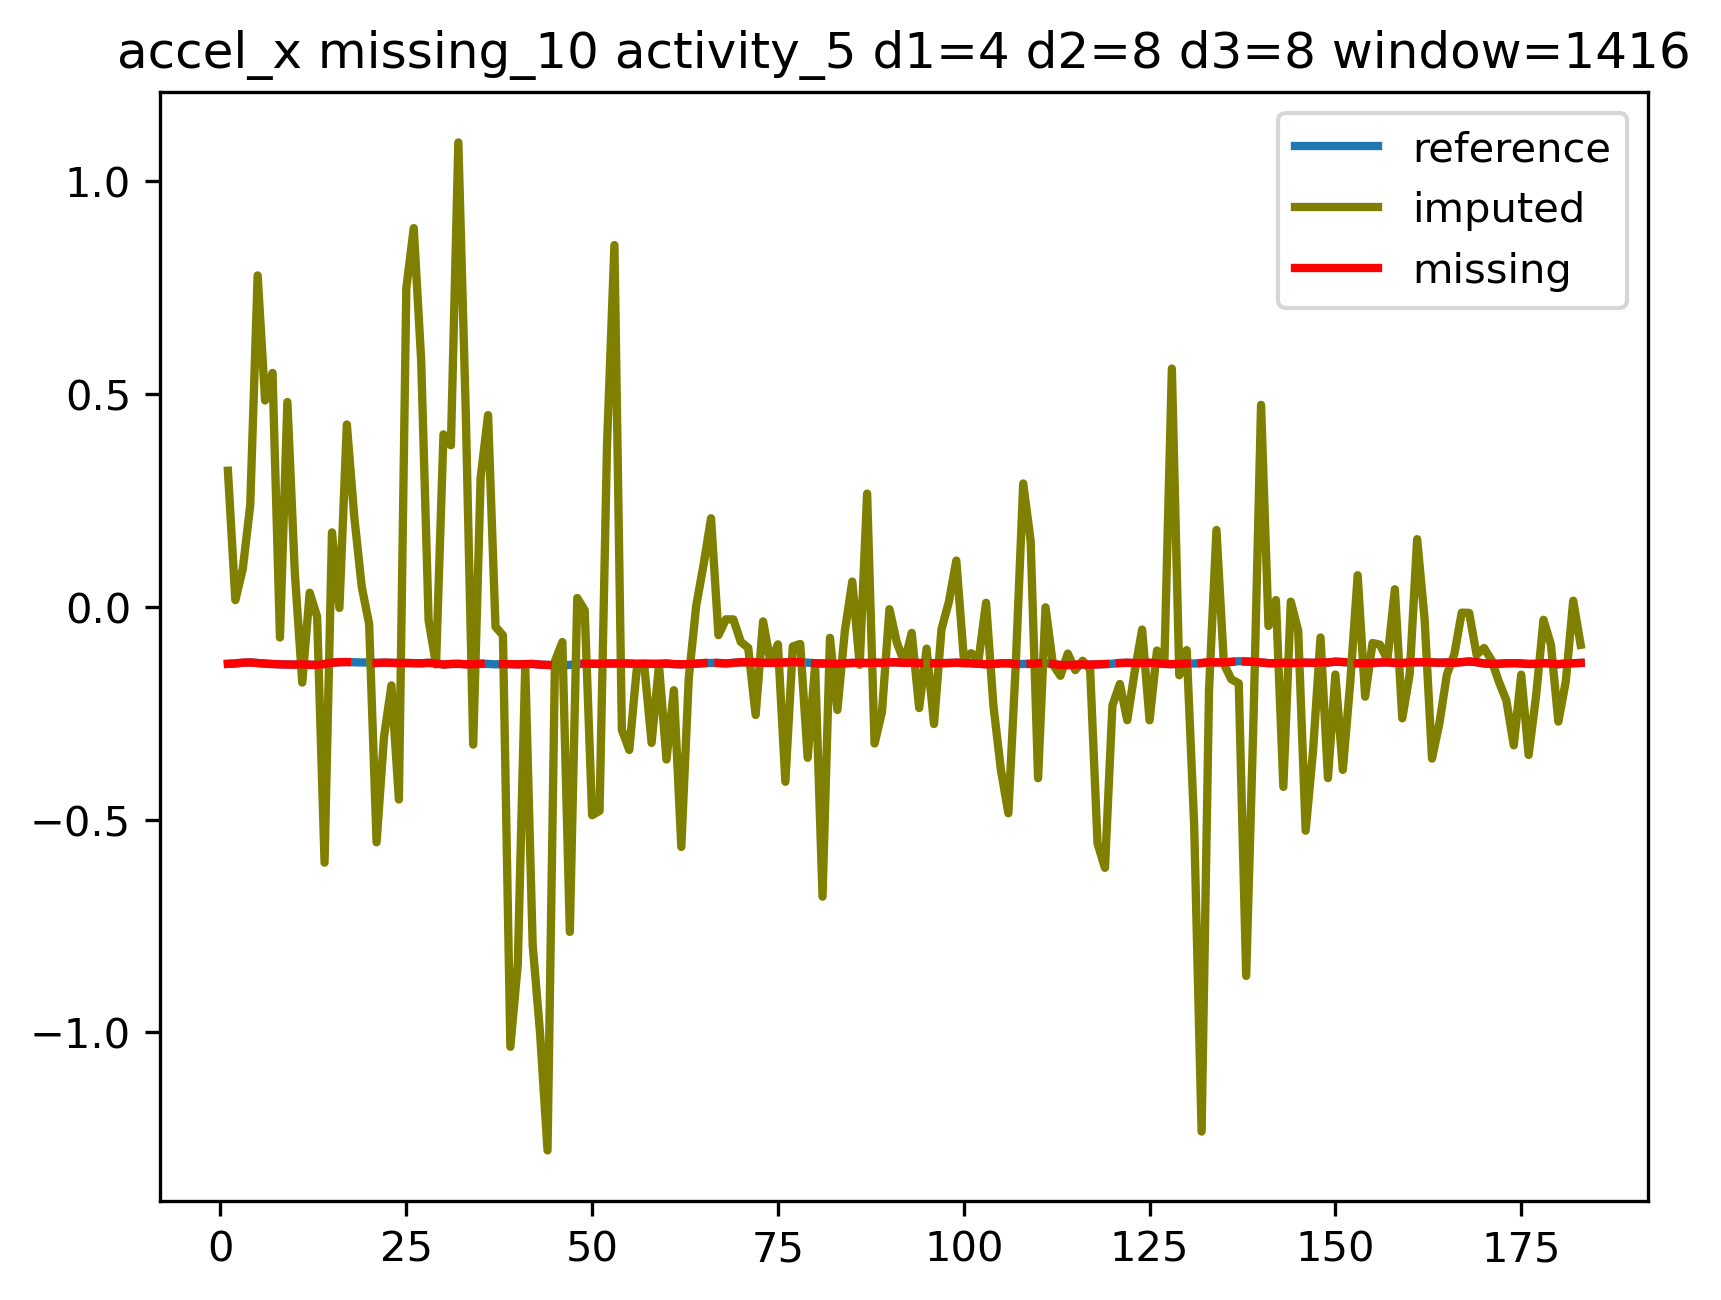 accel_x missing_10 activity_5 d1=4 d2=8 d3=8 window=1416
reference
imputed
missing
1.0
0.5
0.0
−0.5
−1.0
0 25 50 75 100 125 150 175